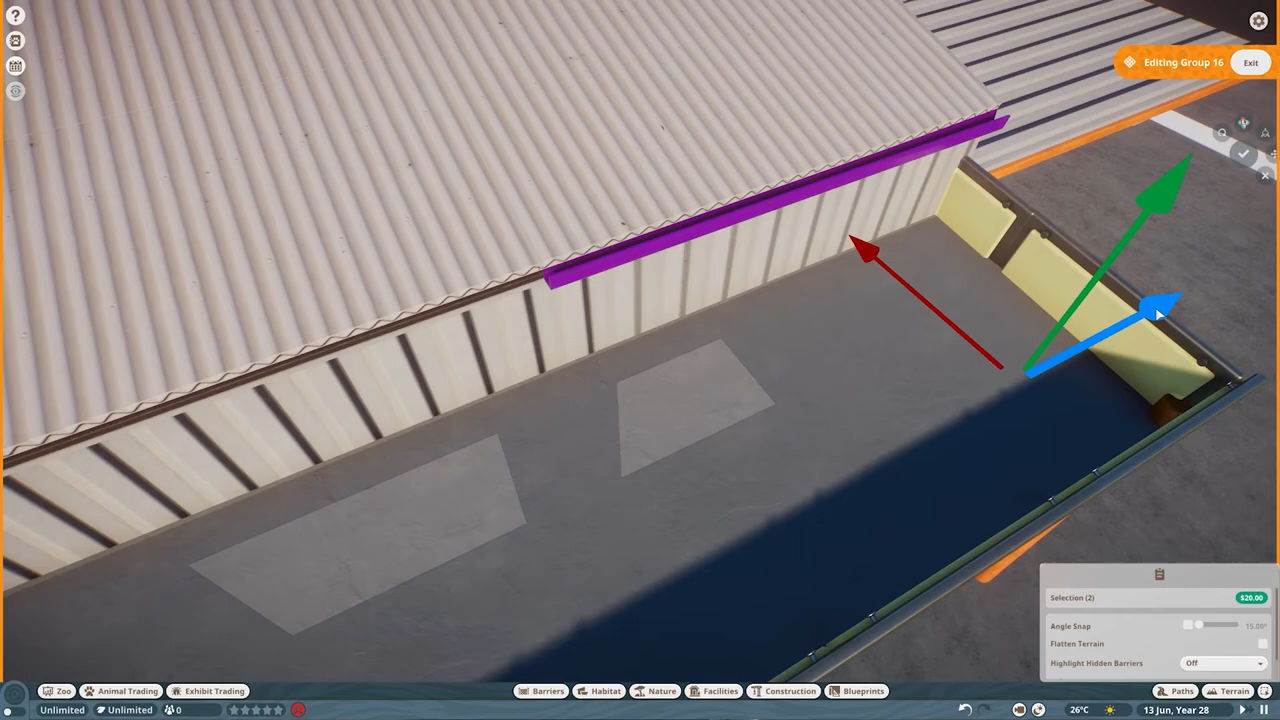 ?
Editing Group 16
Exit
Selection (2)
$20.00
Angle Snap
15.00°
Flatten Terrain
Highlight Hidden Barriers
Off
Zoo
Animal Trading
Exhibit Trading
Barriers
Habitat
Nature
Facilities
Construction
Blueprints
Paths
Terrain
Unlimited
Unlimited
0
26°C
13 Jun, Year 28